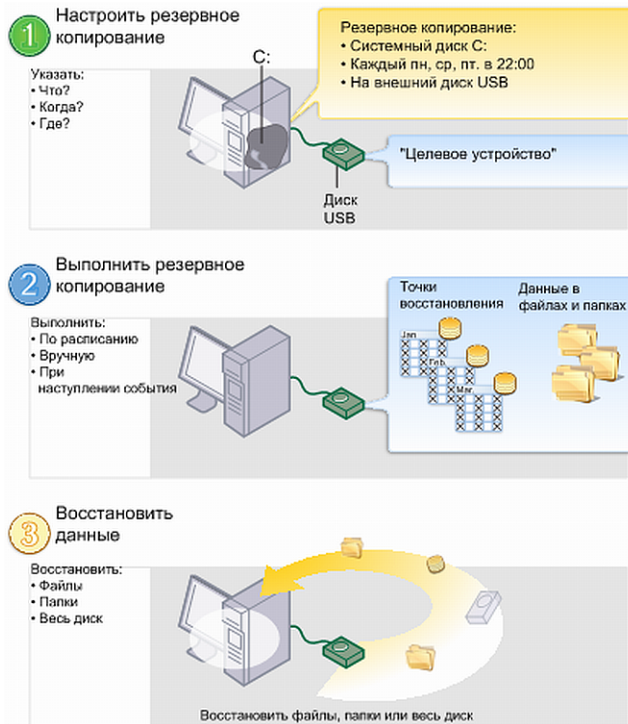 1
Настроить резервное
копирование
Указать:
• Что?
• Когда?
• Где?
C:
Резервное копирование:
• Системный диск C:
• Каждый пн, ср, пт. в 22:00
• На внешний диск USB
"Целевое устройство"
Диск
USB
2
Выполнить резервное
копирование
Выполнить:
• По расписанию
• Вручную
• При
наступлении события
Точки
восстановления
Данные в
файлах и папках
Jan
Feb
Mar
3
Восстановить
данные
Восстановить:
• Файлы
• Папки
• Весь диск
Восстановить файлы, папки или весь диск